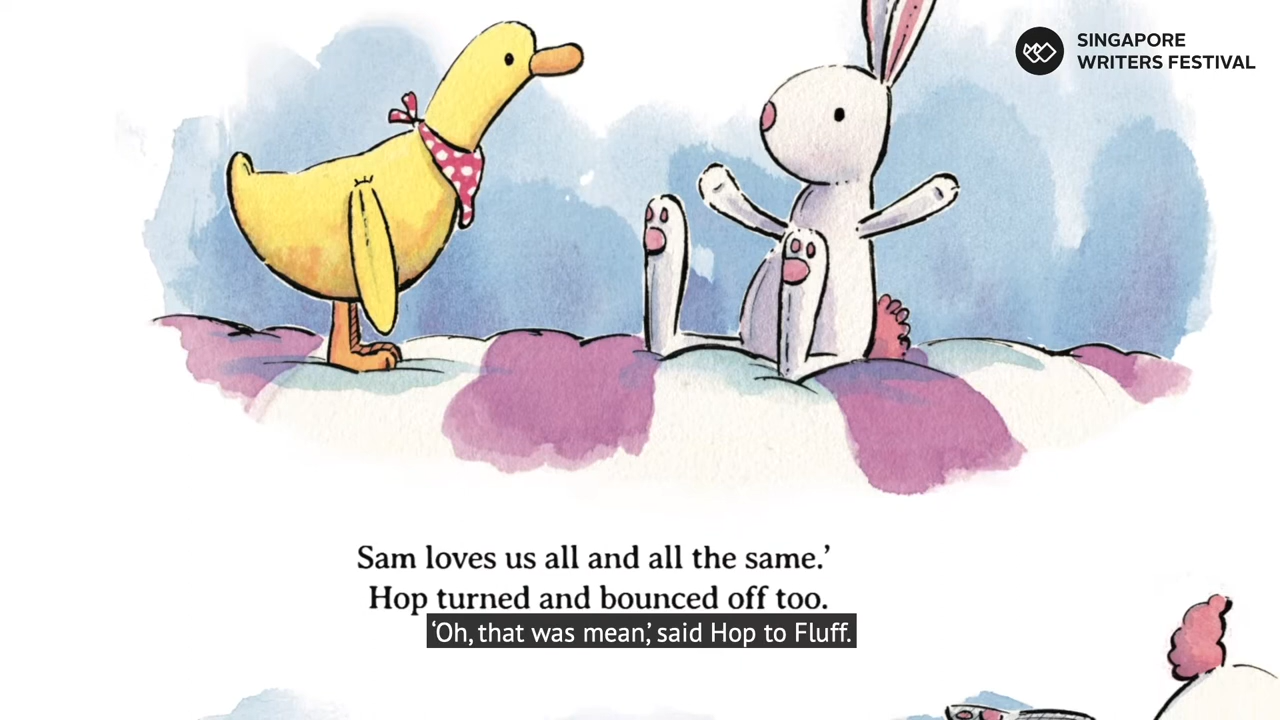 SINGAPORE
WRITERS FESTIVAL
Sam loves us all and all the same.’
Hop turned and bounced off too.
‘Oh, that was mean,’ said Hop to Fluff.